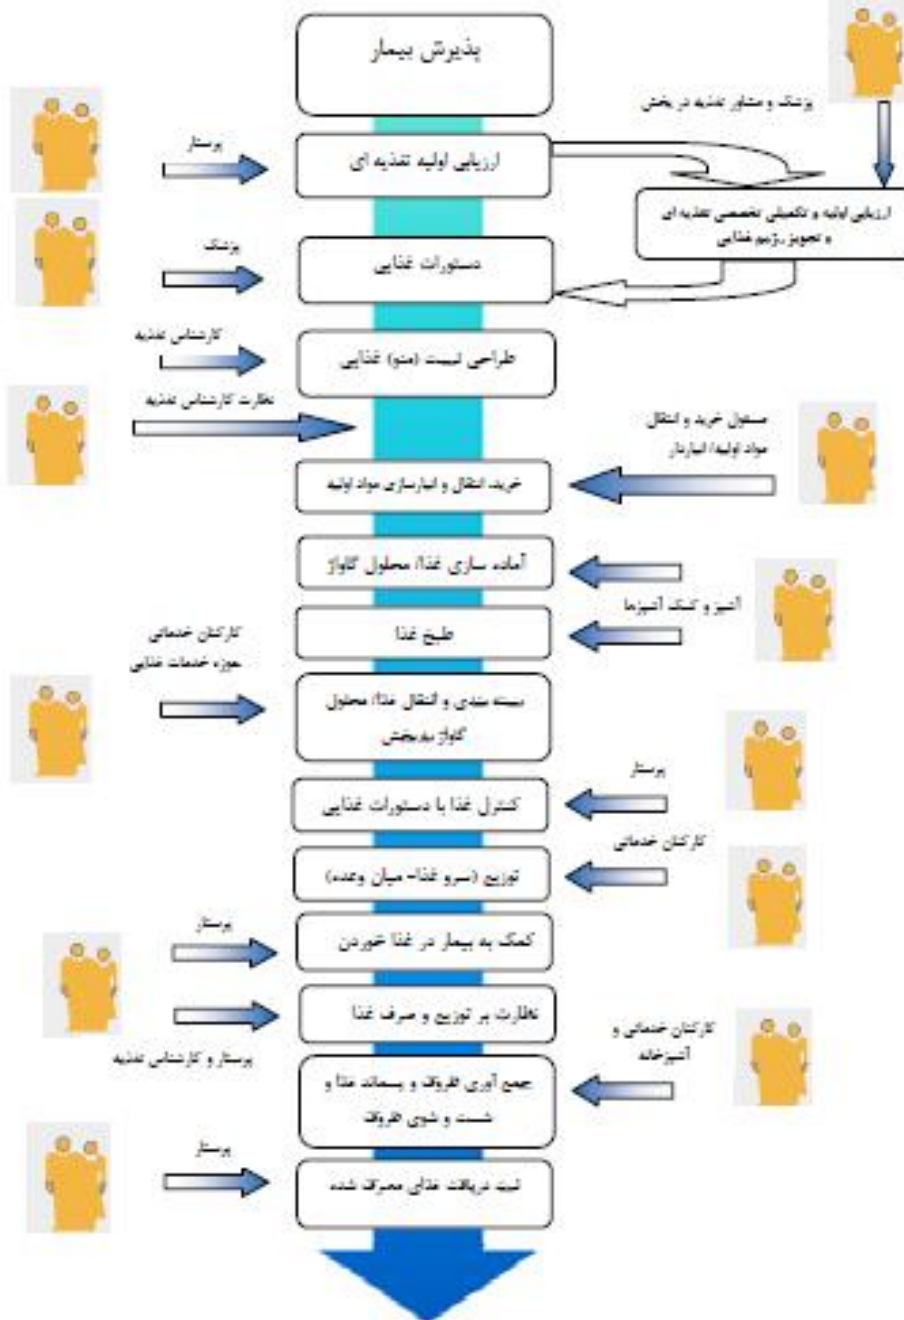 پذیرش بیمار
پزشک و مشاور تغذیه در بخش
پرستار
ارزیابی اولیه تغذیه ای
ارزیابی اولیه و تکمیلی تخصصی تغذیه ای
و تجویز رژیم غذایی
پزشک
دستورات غذایی
کارشناس تغذیه
طراحی لیست (منو) غذایی
نظارت کارشناس تغذیه
مسئول خرید و انتقال
مواد اولیه/ انباردار
خرید، انتقال و انبارسازی مواد اولیه
آماده سازی غذا/ محلول گاواژ
آشپز و کمک آشپزها
طبخ غذا
کارکنان خدماتی
حوزه خدمات غذایی
بسته بندی و انتقال غذا/ محلول
گاواژ به بخش
پرستار
کنترل غذا با دستورات غذایی
کارکنان خدماتی
توزیع (سرو غذا- میان وعده)
پرستار
کمک به بیمار در غذا خوردن
نظارت بر توزیع و صرف غذا
پرستار و کارشناس تغذیه
کارکنان خدماتی و
آشپزخانه
جمع آوری ظروف و پسماند غذا و
شست و شوی ظروف
پرستار
ثبت دریافت غذای مصرف شده